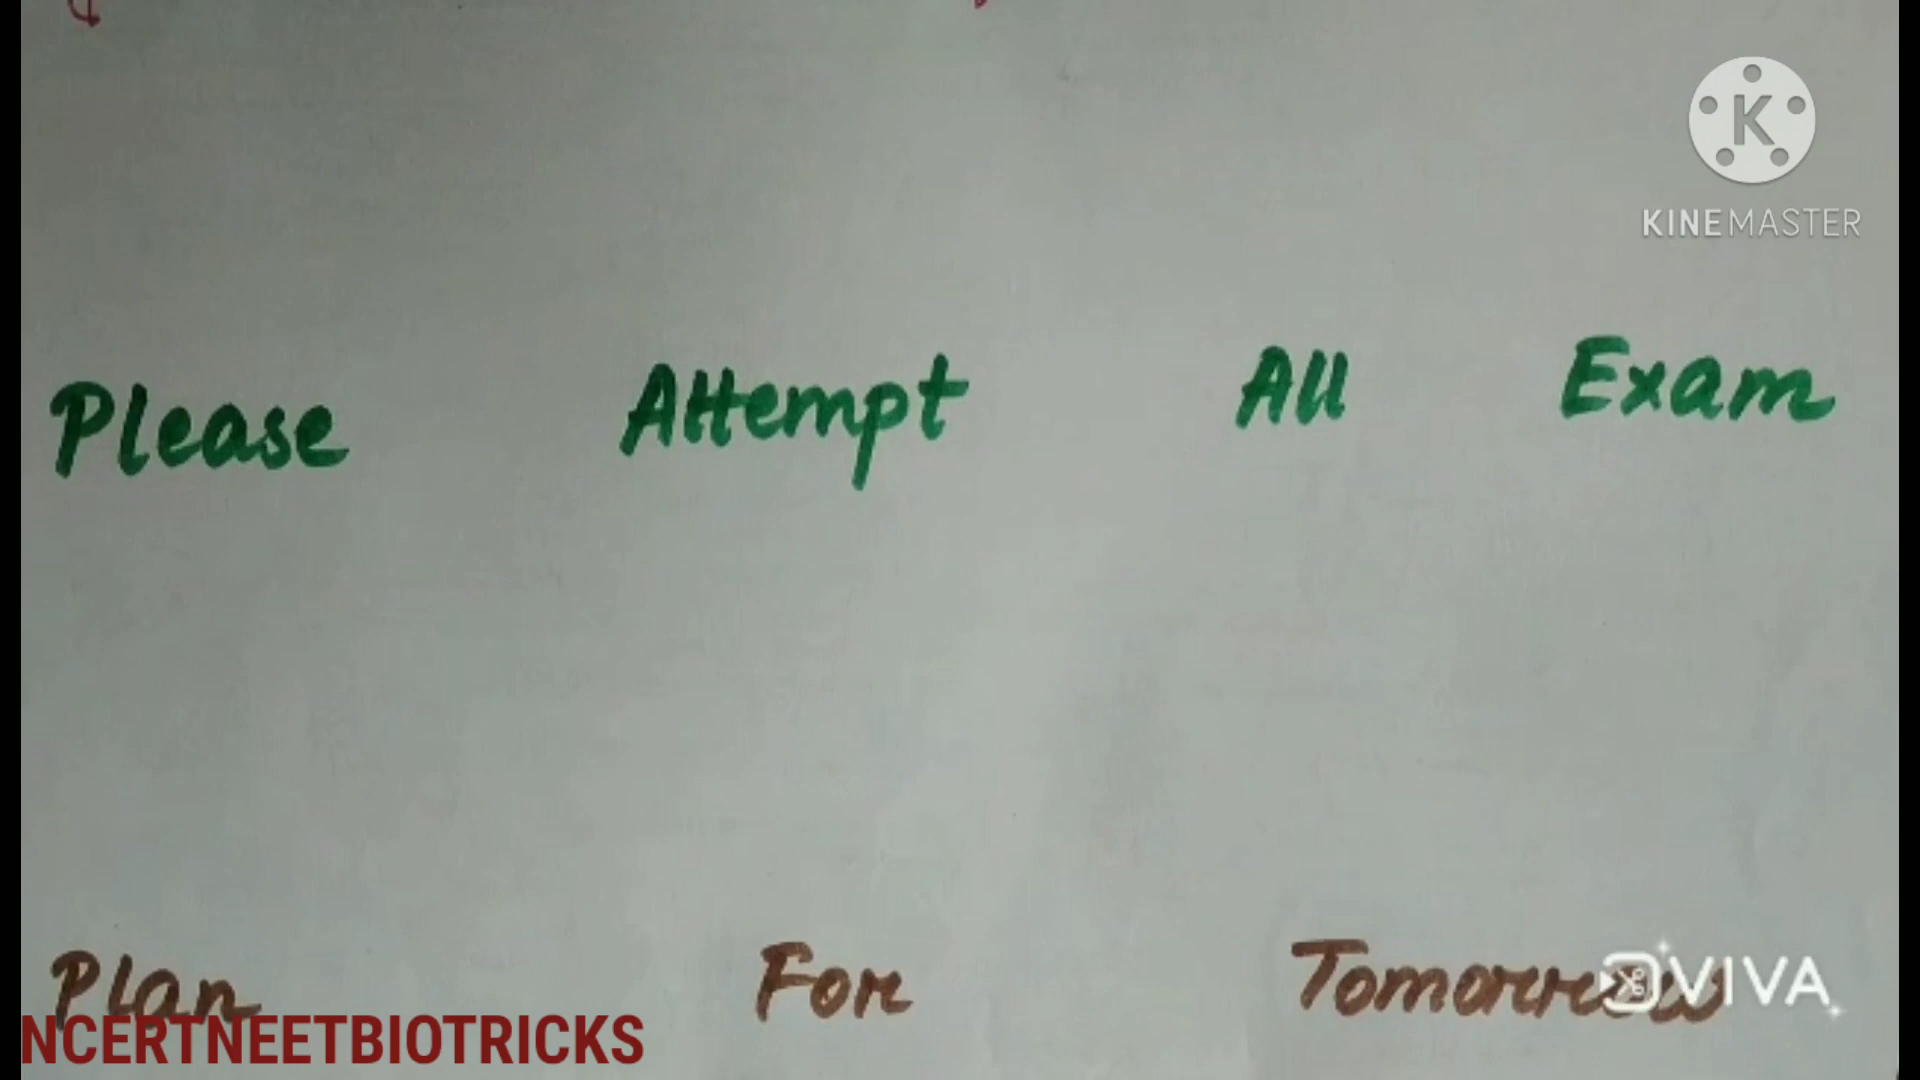 KINEMASTER
Please Attempt All Exam
Plan For Tomorrow
VIVA
NCERTNEETBIOTRICKS